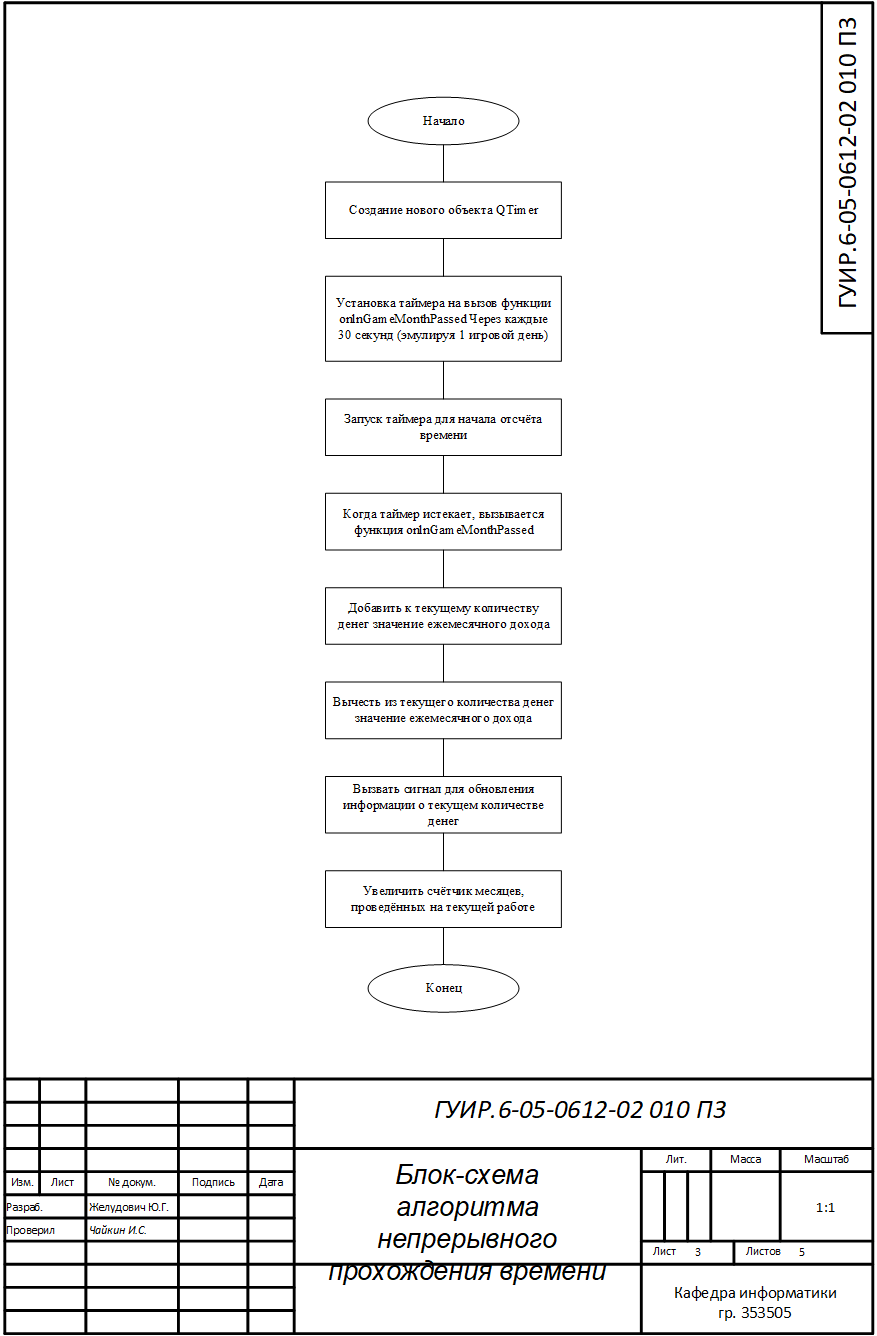 ГУИР.6-05-0612-02 010 ПЗ
Начало
Создание нового объекта QTimer
Установка таймера на вызов функции
onInGameMonthPassed Через каждые
30 секунд (эмулируя 1 игровой день)
Запуск таймера для начала отсчёта
времени
Когда таймер истекает, вызывается
функция onInGameMonthPassed
Добавить к текущему количеству
денег значение ежемесячного дохода
Вычесть из текущего количества денег
значение ежемесячного дохода
Вызвать сигнал для обновления
информации о текущем количестве
денег
Увеличить счётчик месяцев,
проведённых на текущей работе
Конец
ГУИР.6-05-0612-02 010 ПЗ
Изм. Лист № докум. Подпись Дата
Разраб. Желудович Ю.Г.
Проверил Чайкин И.С.
Блок-схема
алгоритма
непрерывного
прохождения времени
Лит. Масса Масштаб
1:1
Лист 3 Листов 5
Кафедра информатики
гр. 353505